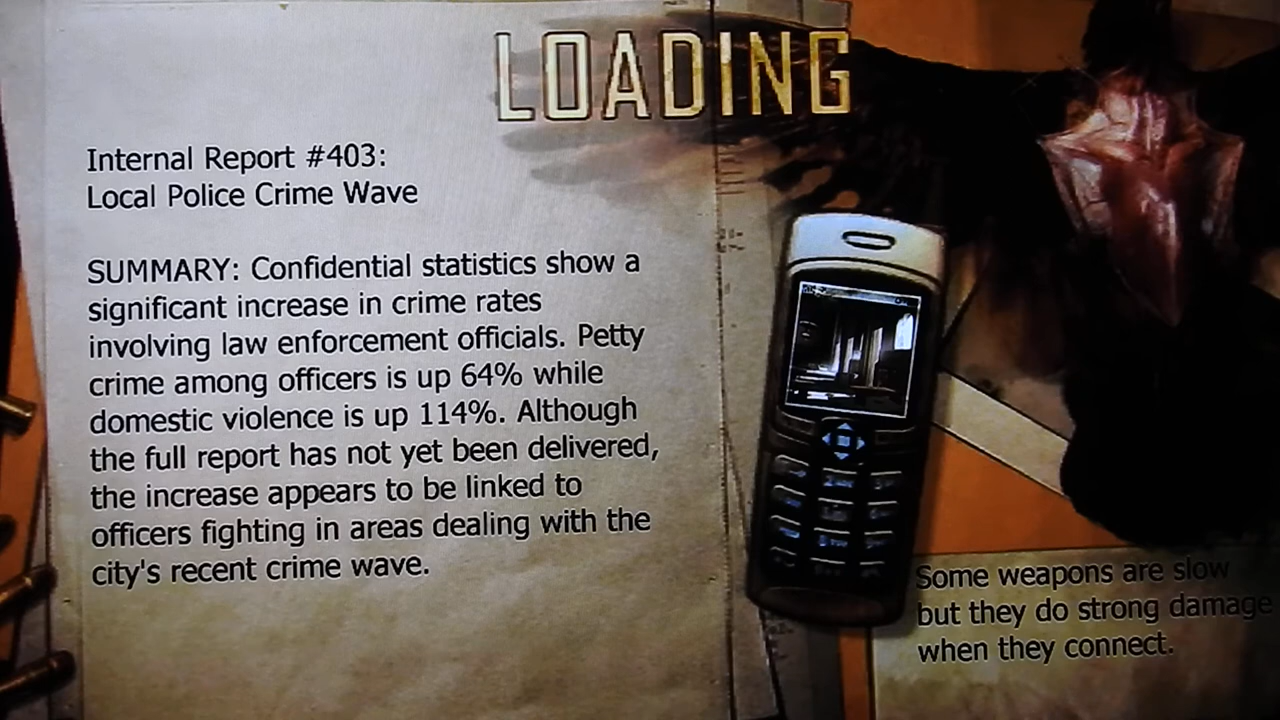 LOADING
Internal Report #403:
Local Police Crime Wave
SUMMARY: Confidential statistics show a
significant increase in crime rates
involving law enforcement officials. Petty
crime among officers is up 64% while
domestic violence is up 114%. Although
the full report has not yet been delivered,
the increase appears to be linked to
officers fighting in areas dealing with the
city's recent crime wave.
Some weapons are slow
but they do strong damage
when they connect.